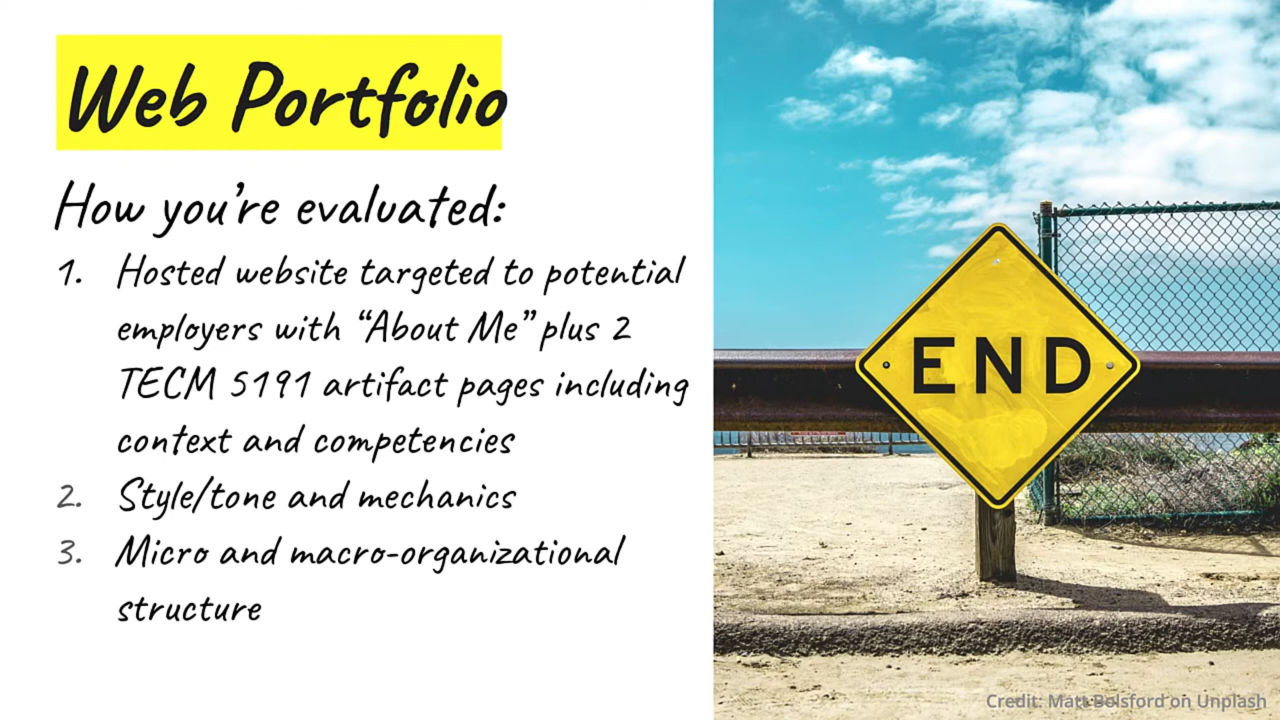 Web Portfolio
How you're evaluated:
1. Hosted website targeted to potential
employers with “About Me” plus 2
TECM 5191 artifact pages including
context and competencies
2. Style/tone and mechanics
3. Micro and macro-organizational
structure
END
Credit: Matt Bolsford on Unplash